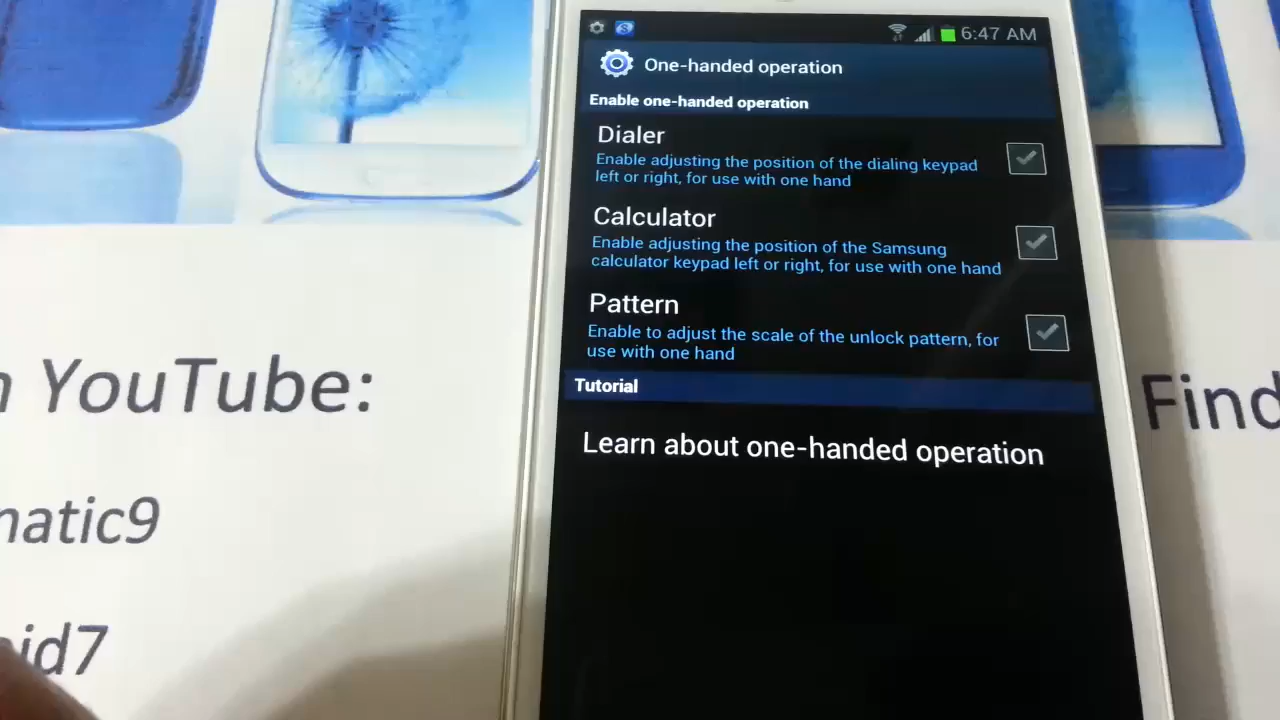 6:47 AM
One-handed operation
Enable one-handed operation
Dialer
Enable adjusting the position of the dialing keypad
left or right, for use with one hand
Calculator
Enable adjusting the position of the Samsung
calculator keypad left or right, for use with one hand
Pattern
Enable to adjust the scale of the unlock pattern, for
use with one hand
Tutorial
Learn about one-handed operation
YouTube:
Find